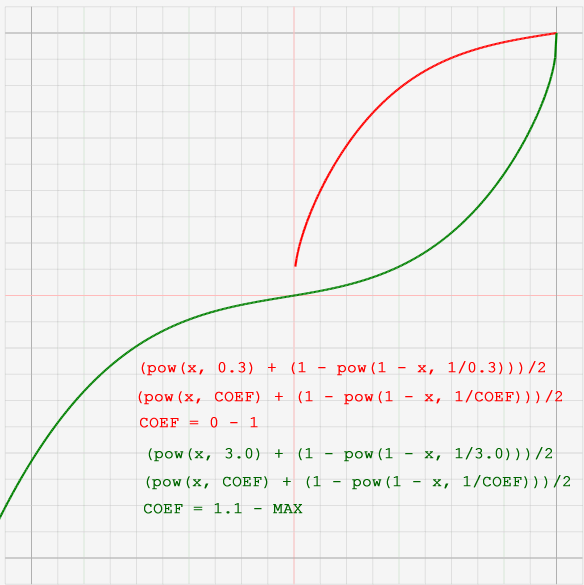 (pow(x, 0.3) + (1 - pow(1 - x, 1/0.3)))/2
(pow(x, COEF) + (1 - pow(1 - x, 1/COEF)))/2
COEF = 0 - 1
(pow(x, 3.0) + (1 - pow(1 - x, 1/3.0)))/2
(pow(x, COEF) + (1 - pow(1 - x, 1/COEF)))/2
COEF = 1.1 - MAX